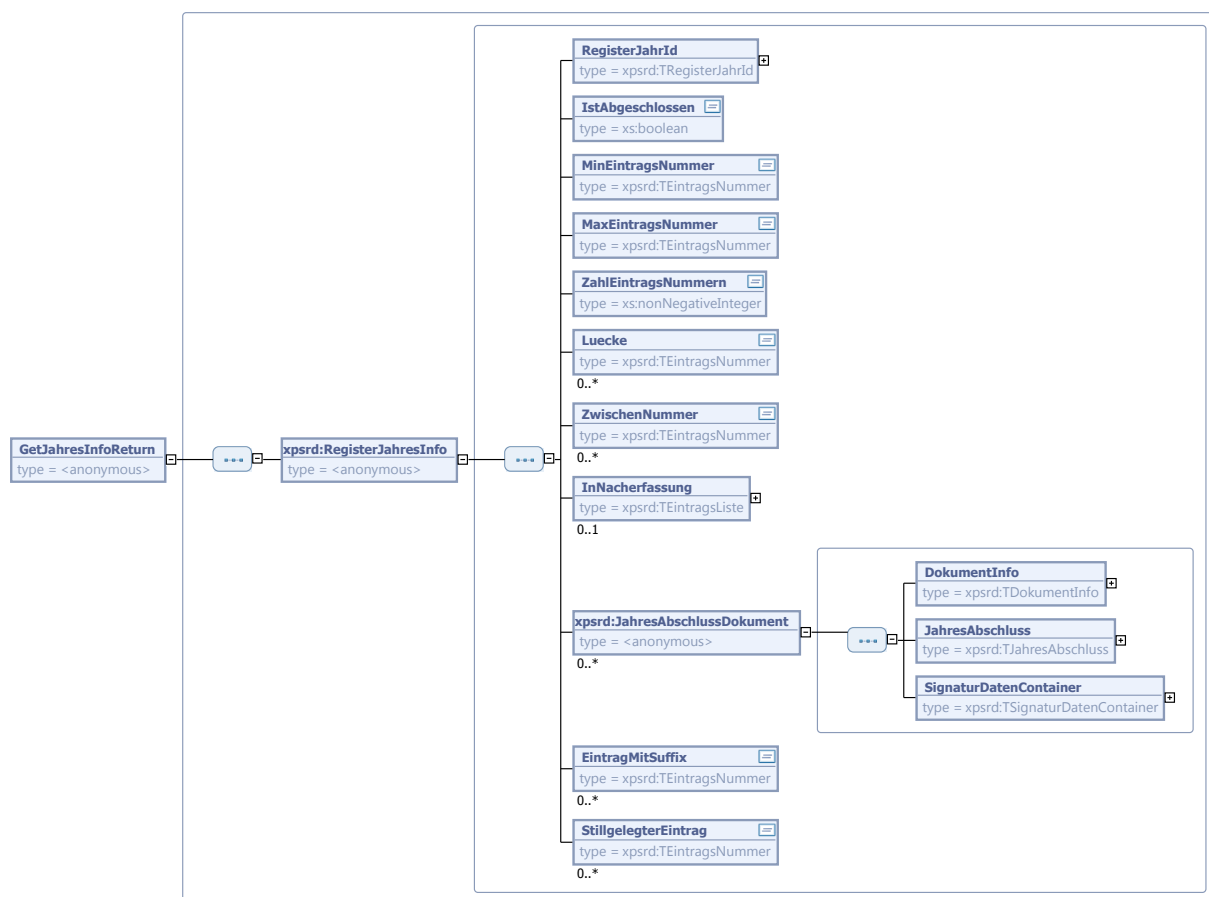 RegisterJahrId
type = xpsrd:TRegisterJahrId
IstAbgeschlossen
type = xs:boolean
MinEintragsNummer
type = xpsrd:TEintragsNummer
MaxEintragsNummer
type = xpsrd:TEintragsNummer
ZahlEintragsNummern
type = xs:nonNegativeInteger
Luecke
type = xpsrd:TEintragsNummer
0..*
ZwischenNummer
type = xpsrd:TEintragsNummer
0..*
GetJahresInfoReturn
type = <anonymous>
xpsrd:RegisterJahresInfo
type = <anonymous>
InNacherfassung
type = xpsrd:TEintragsListe
0..1
DokumentInfo
type = xpsrd:TDokumentInfo
xpsrd:JahresAbschlussDokument
type = <anonymous>
0..*
JahresAbschluss
type = xpsrd:TJahresAbschluss
SignaturDatenContainer
type = xpsrd:TSignaturDatenContainer
EintragMitSuffix
type = xpsrd:TEintragsNummer
0..*
StillgelegterEintrag
type = xpsrd:TEintragsNummer
0..*